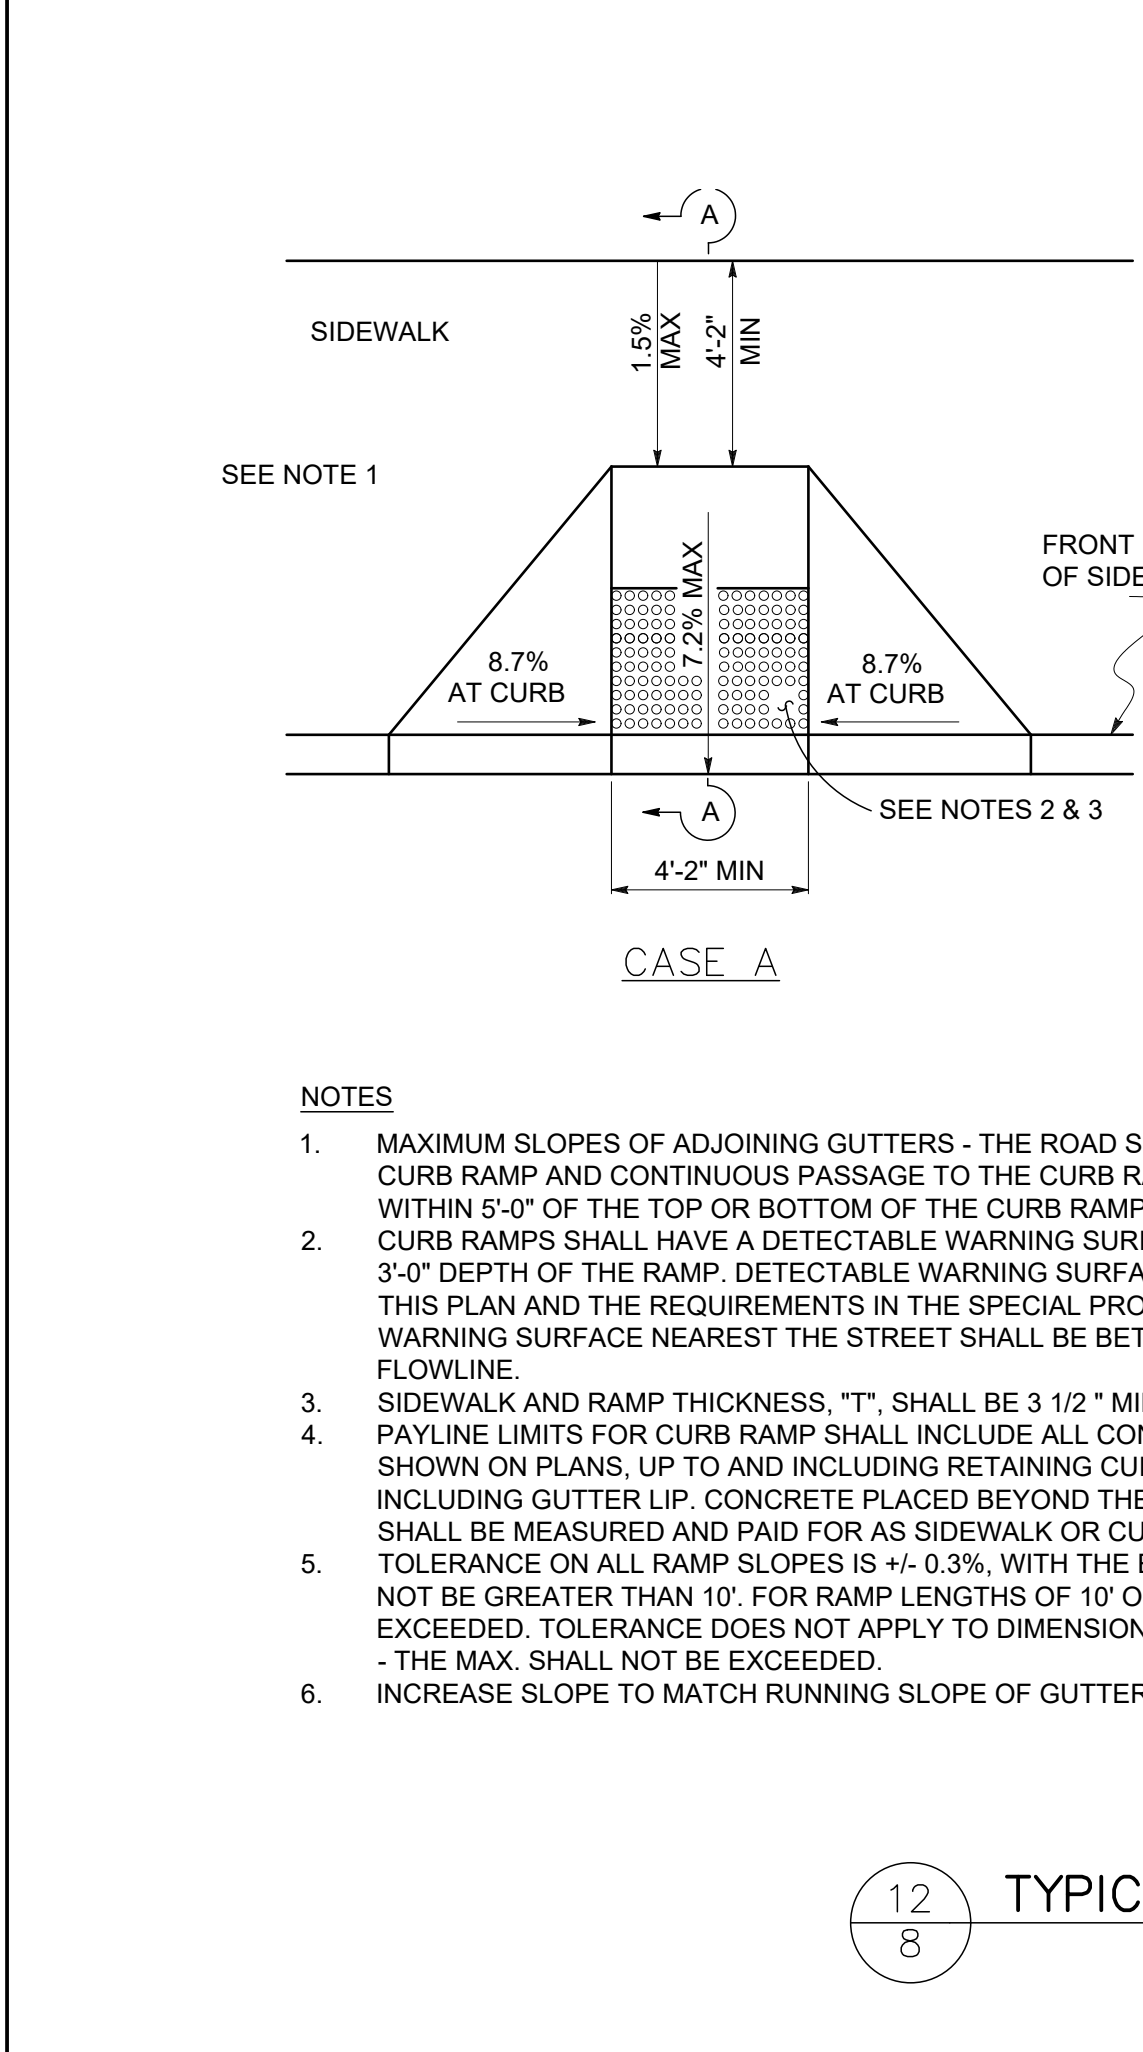 A
SIDEWALK
1.5%
MAX
4'-2"
MIN
SEE NOTE 1
FRONT
OF SIDE
7.2% MAX
8.7%
AT CURB
8.7%
AT CURB
A
SEE NOTES 2 & 3
4'-2" MIN
CASE A
NOTES
1. MAXIMUM SLOPES OF ADJOINING GUTTERS - THE ROAD S
CURB RAMP AND CONTINUOUS PASSAGE TO THE CURB RA
WITHIN 5'-0" OF THE TOP OR BOTTOM OF THE CURB RAMP
2. CURB RAMPS SHALL HAVE A DETECTABLE WARNING SURF
3'-0" DEPTH OF THE RAMP. DETECTABLE WARNING SURFA
THIS PLAN AND THE REQUIREMENTS IN THE SPECIAL PRO
WARNING SURFACE NEAREST THE STREET SHALL BE BET
FLOWLINE.
3. SIDEWALK AND RAMP THICKNESS, "T", SHALL BE 3 1/2 " MI
4. PAYLINE LIMITS FOR CURB RAMP SHALL INCLUDE ALL CON
SHOWN ON PLANS, UP TO AND INCLUDING RETAINING CU
INCLUDING GUTTER LIP. CONCRETE PLACED BEYOND THE
SHALL BE MEASURED AND PAID FOR AS SIDEWALK OR CU
5. TOLERANCE ON ALL RAMP SLOPES IS +/- 0.3%, WITH THE E
NOT BE GREATER THAN 10'. FOR RAMP LENGTHS OF 10' O
EXCEEDED. TOLERANCE DOES NOT APPLY TO DIMENSION
- THE MAX. SHALL NOT BE EXCEEDED.
6. INCREASE SLOPE TO MATCH RUNNING SLOPE OF GUTTER
12
8
TYPIC